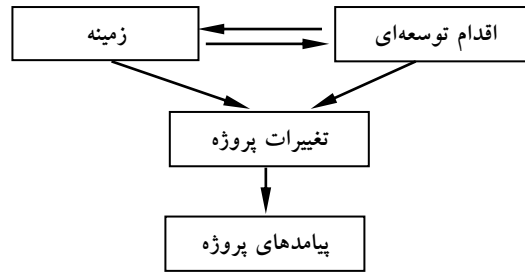 اقدام توسعه‌ای
زمینه
تغییرات پروژه
پیامدهای پروژه